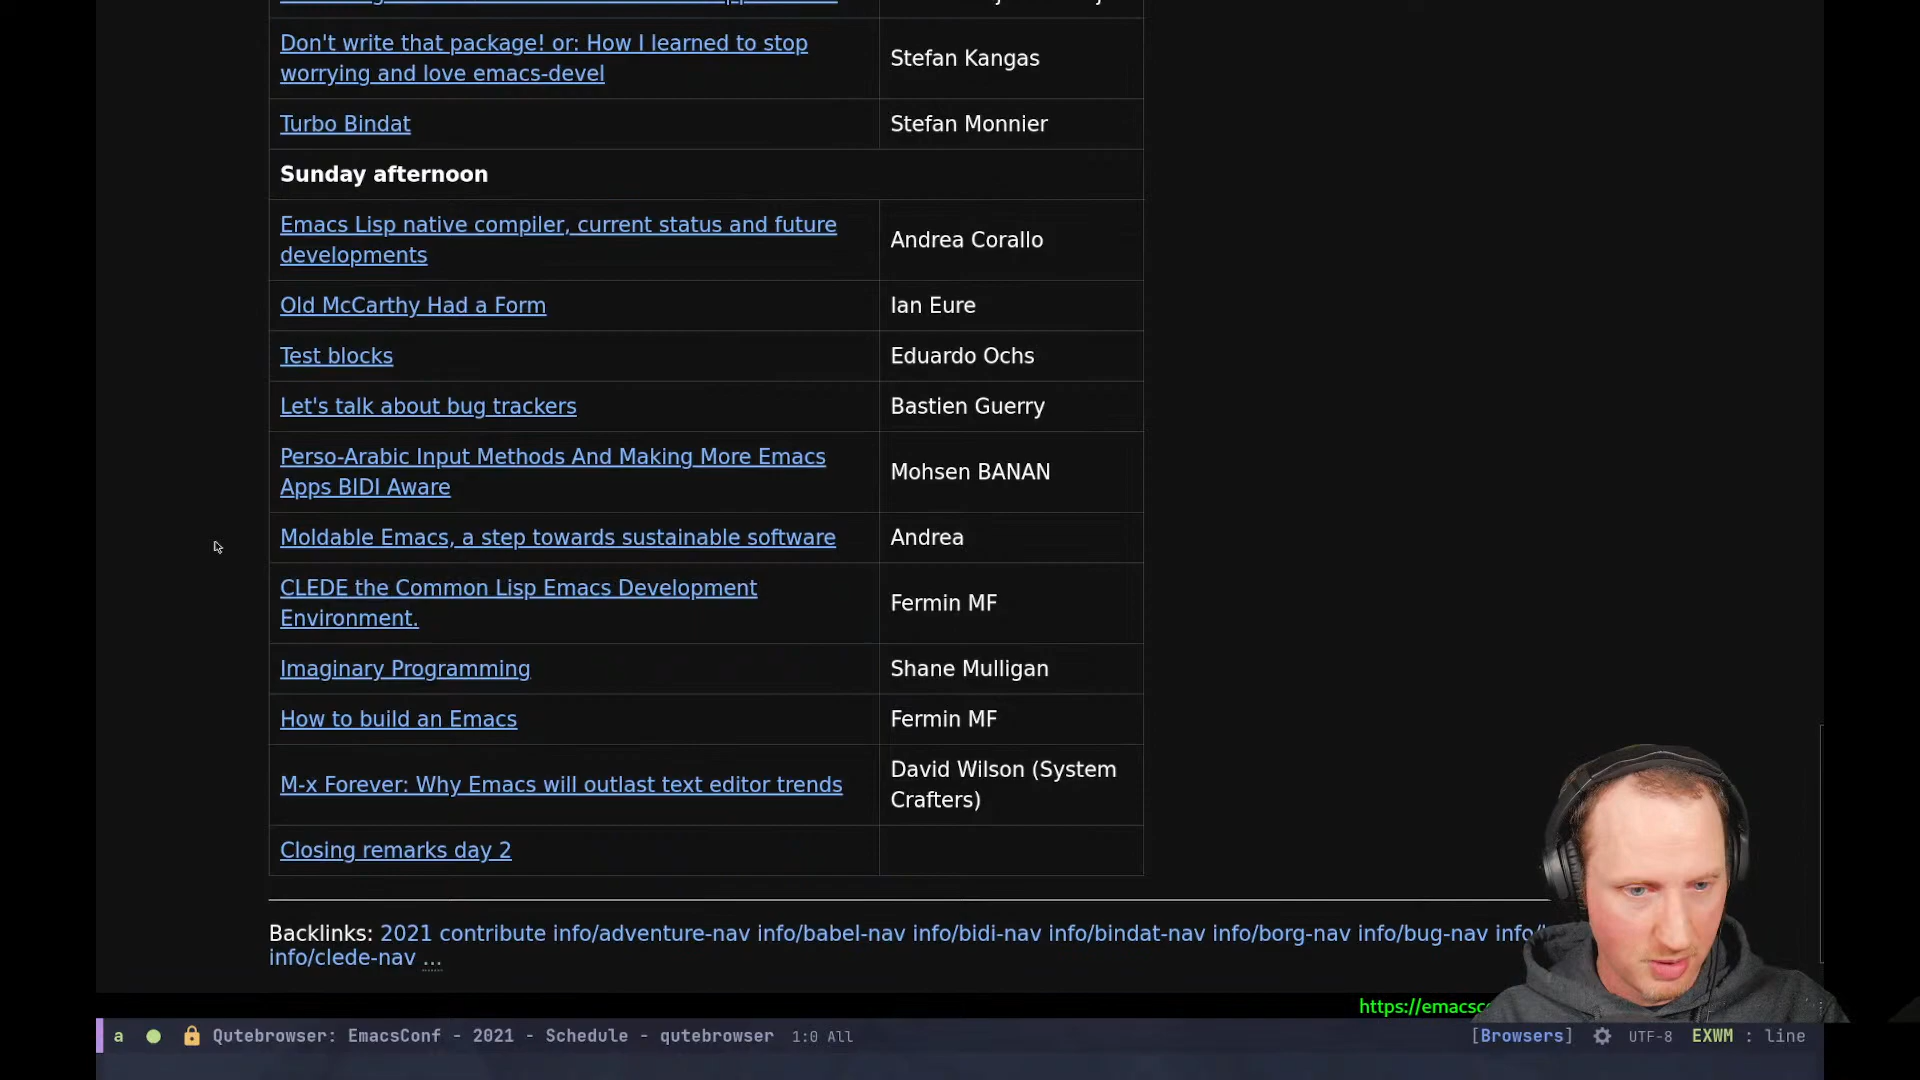 Don't write that package! or: How I learned to stop
worrying and love emacs-devel
Stefan Kangas
Turbo Bindat
Stefan Monnier
Sunday afternoon
Emacs Lisp native compiler, current status and future
developments
Andrea Corallo
Old McCarthy Had a Form
Ian Eure
Test blocks
Eduardo Ochs
Let's talk about bug trackers
Bastien Guerry
Perso-Arabic Input Methods And Making More Emacs
Apps BIDI Aware
Mohsen BANAN
Moldable Emacs, a step towards sustainable software
Andrea
CLEDE the Common Lisp Emacs Development
Environment.
Fermin MF
Imaginary Programming
Shane Mulligan
How to build an Emacs
Fermin MF
M-x Forever: Why Emacs will outlast text editor trends
David Wilson (System
Crafters)
Closing remarks day 2
Backlinks: 2021 contribute info/adventure-nav info/babel-nav info/bidi-nav info/bindat-nav info/borg-nav info/bug-nav info/
info/clede-nav ...
https://emacsc
a Qutebrowser: EmacsConf - 2021 - Schedule - qutebrowser 1:0 All [Browsers] UTF-8 EXWM : line